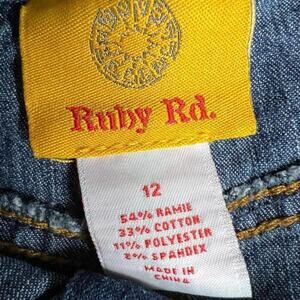 Ruby Rd.
12
54% RAMIE
33% COTTON
11% POLYESTER
2% SPANDEX
MADE IN
CHINA